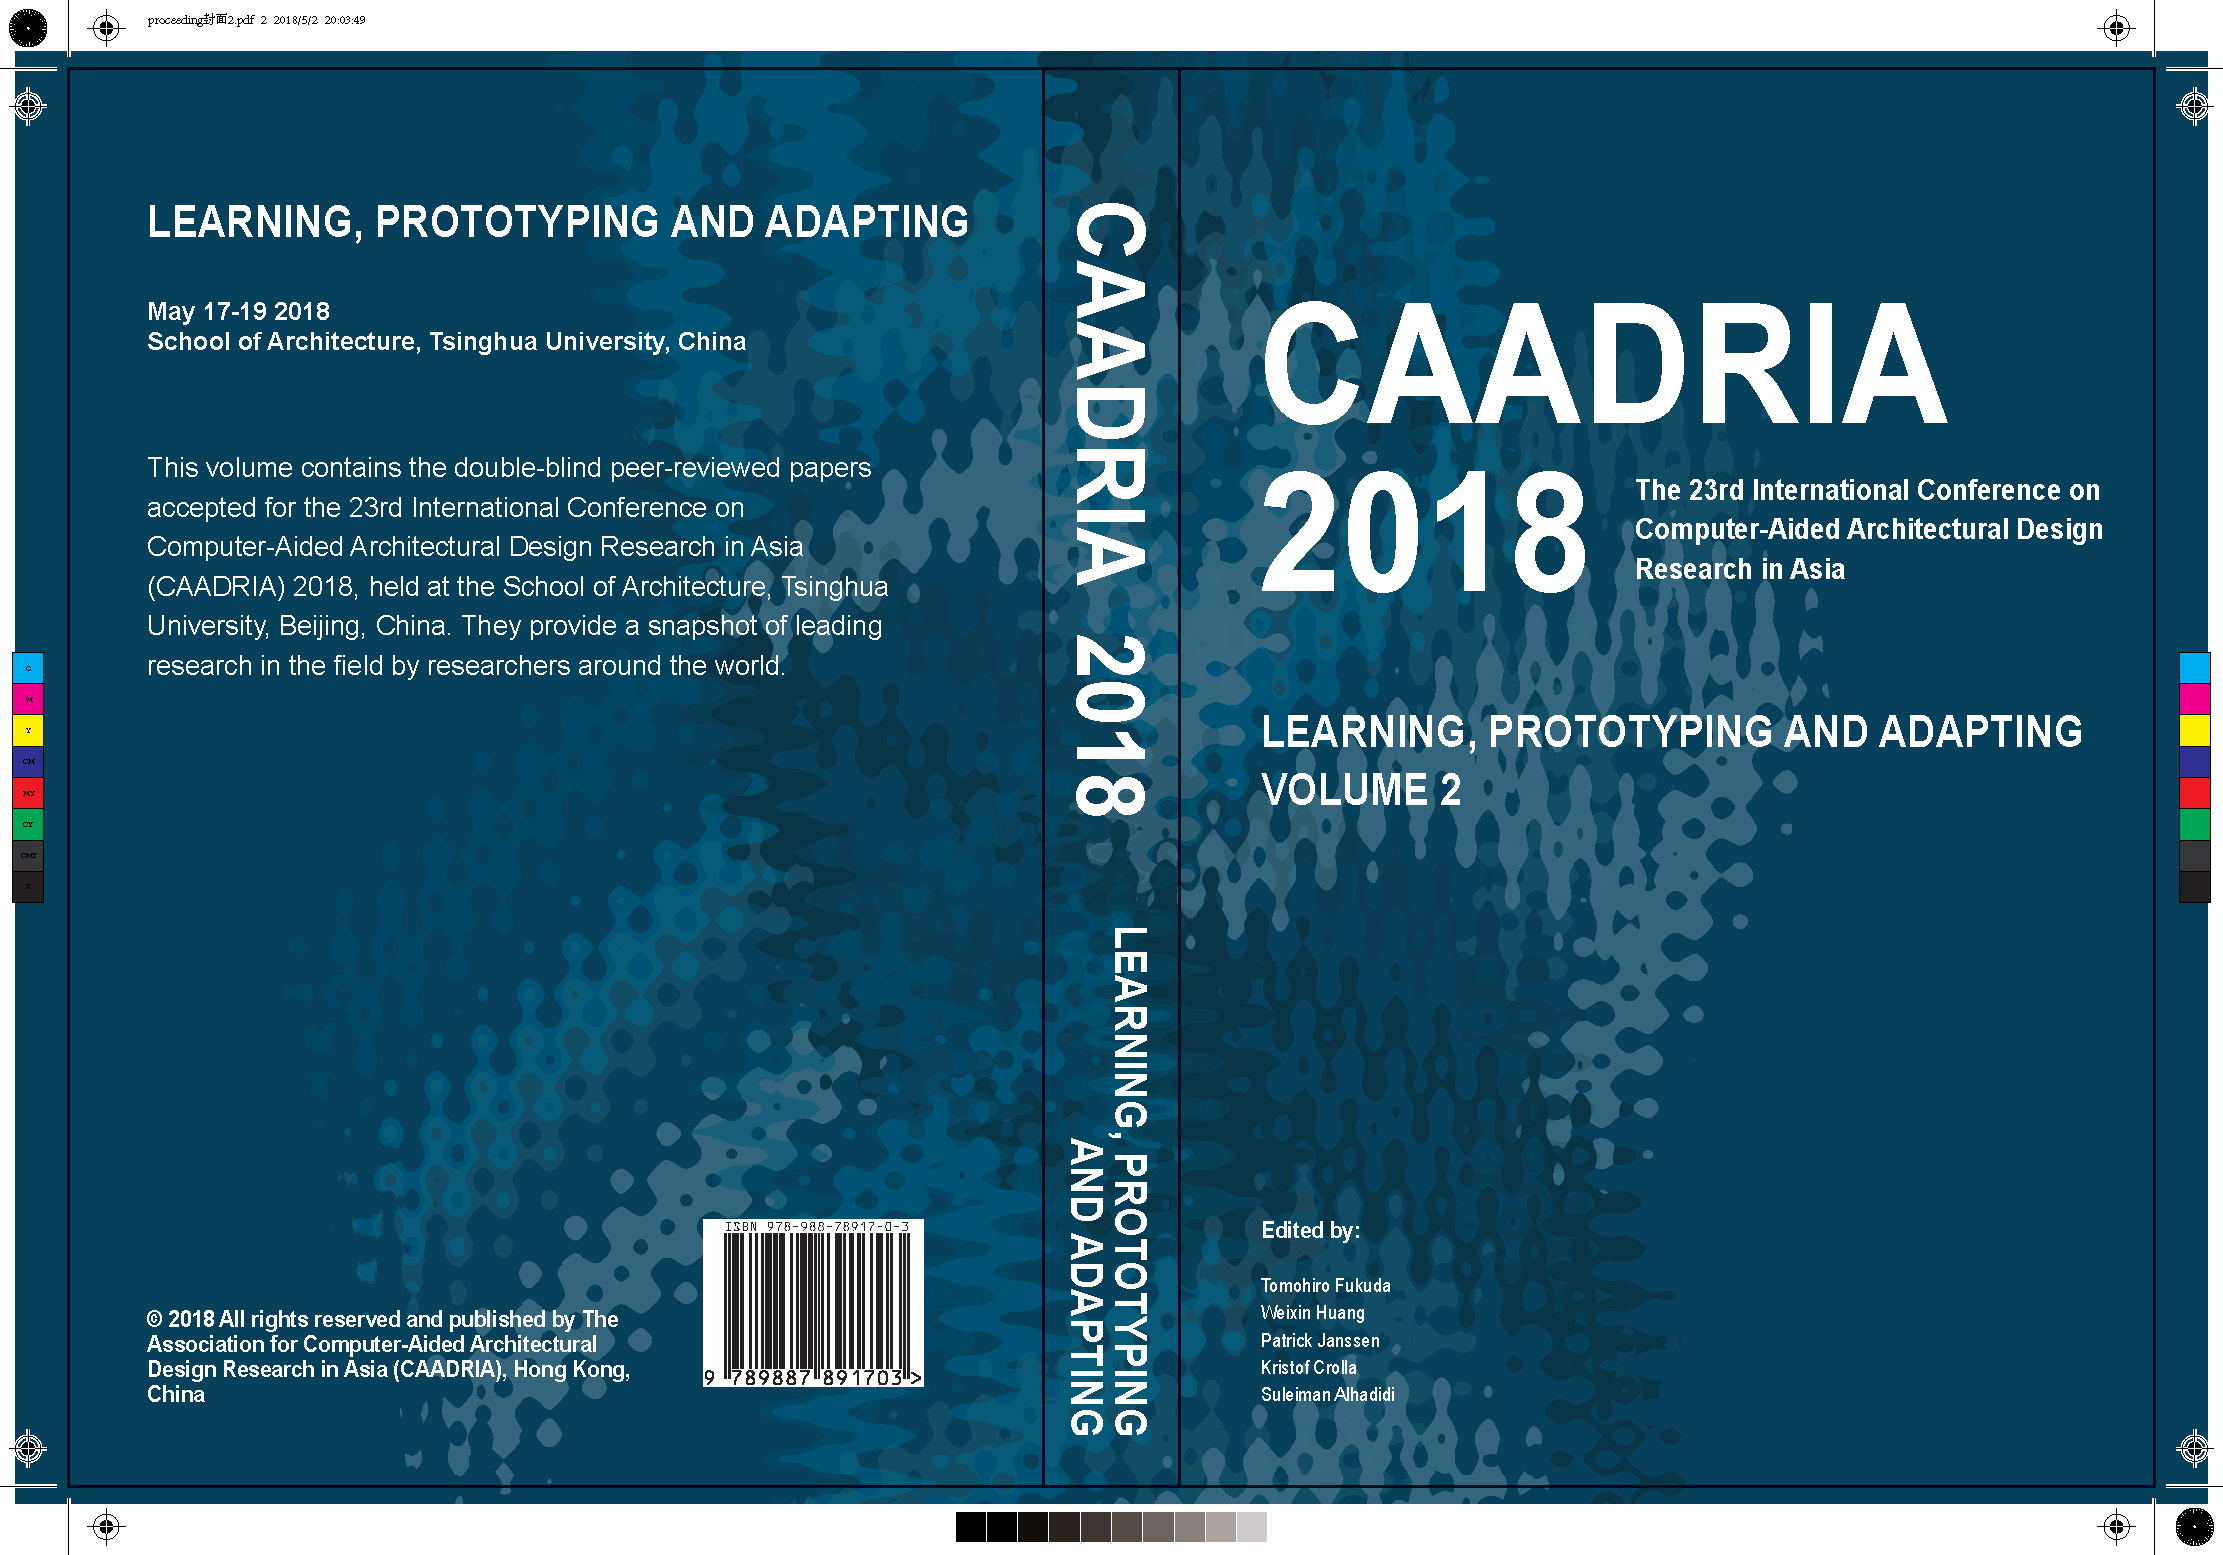 proceeding封面2.pdf 2 2018/5/2 20:03:49
LEARNING, PROTOTYPING AND ADAPTING
May 17-19 2018
School of Architecture, Tsinghua University, China
This volume contains the double-blind peer-reviewed papers
accepted for the 23rd International Conference on
Computer-Aided Architectural Design Research in Asia
(CAADRIA) 2018, held at the School of Architecture, Tsinghua
University, Beijing, China. They provide a snapshot of leading
research in the field by researchers around the world.
C
M
Y
CM
MY
CY
CMY
K
ISBN 978-988-78917-0-3
9 789887 891703 >
© 2018 All rights reserved and published by The
Association for Computer-Aided Architectural
Design Research in Asia (CAADRIA), Hong Kong,
China
CAADRIA 2018
LEARNING, PROTOTYPING
AND ADAPTING
CAADRIA
2018
The 23rd International Conference on
Computer-Aided Architectural Design
Research in Asia
LEARNING, PROTOTYPING AND ADAPTING
VOLUME 2
Edited by:
Tomohiro Fukuda
Weixin Huang
Patrick Janssen
Kristof Crolla
Suleiman Alhadidi